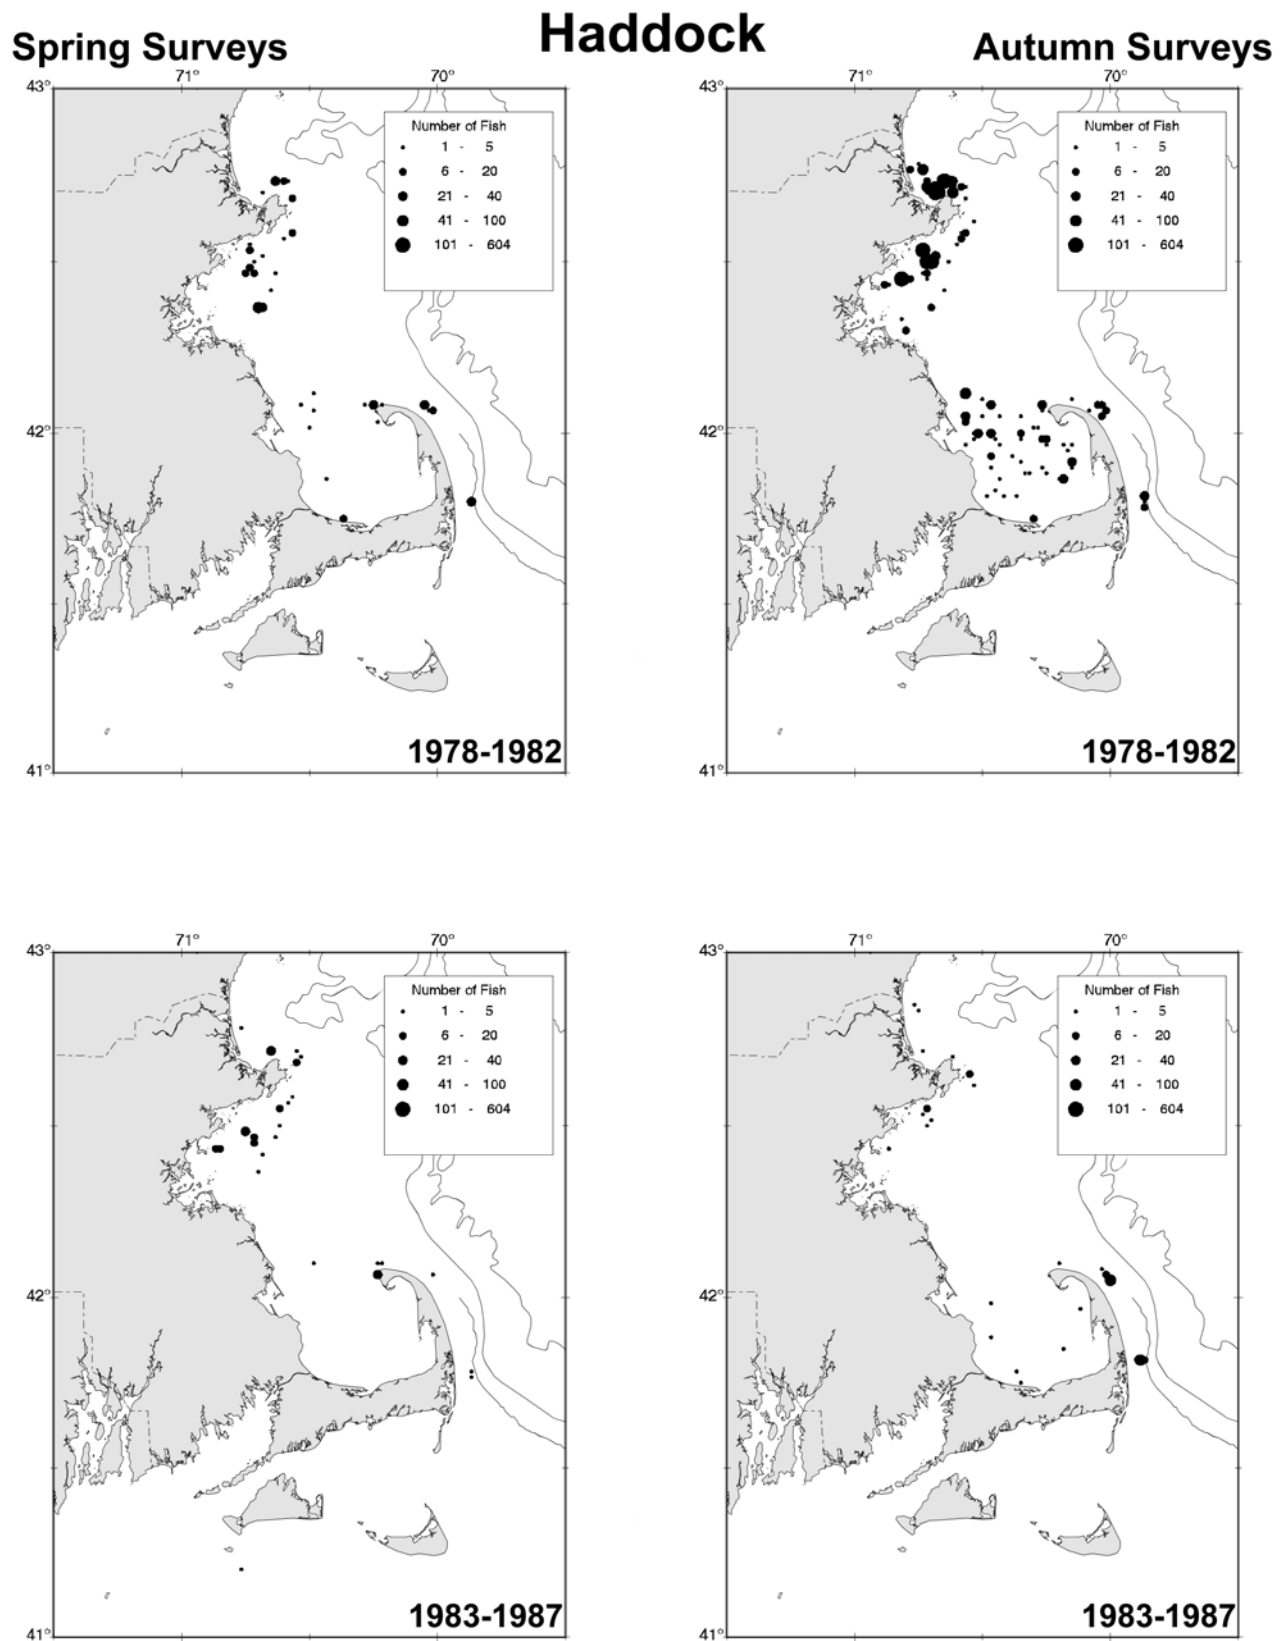 Haddock
Spring Surveys
Autumn Surveys
71° 70°
43°
Number of Fish
1 - 5
6 - 20
21 - 40
41 - 100
101 - 604
42°
1978-1982
41°
71° 70°
43°
Number of Fish
1 - 5
6 - 20
21 - 40
41 - 100
101 - 604
42°
1978-1982
41°
71° 70°
43°
Number of Fish
1 - 5
6 - 20
21 - 40
41 - 100
101 - 604
42°
1983-1987
41°
71° 70°
43°
Number of Fish
1 - 5
6 - 20
21 - 40
41 - 100
101 - 604
42°
1983-1987
41°